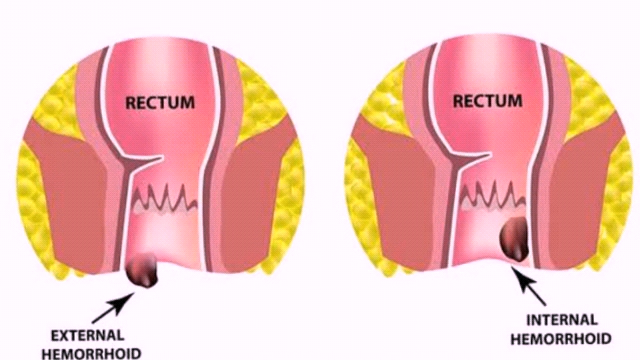 RECTUM
EXTERNAL
HEMORRHOID
RECTUM
INTERNAL
HEMORRHOID